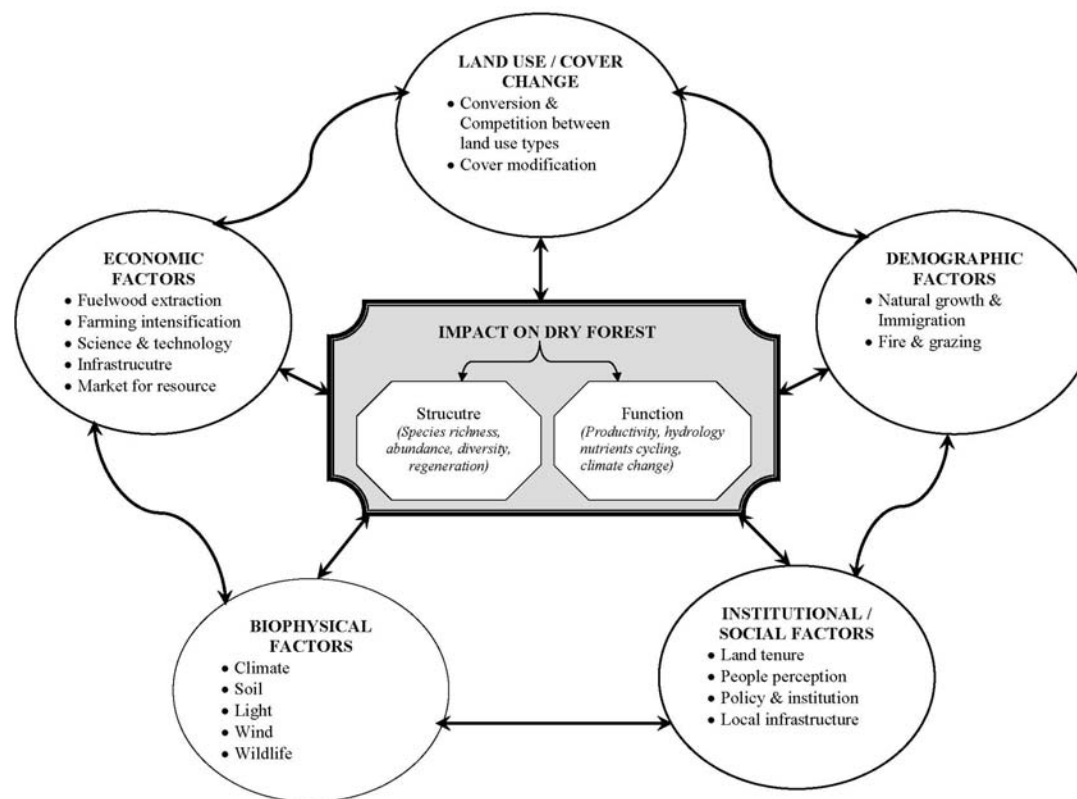 LAND USE / COVER
CHANGE
• Conversion &
Competition between
land use types
• Cover modification
ECONOMIC
FACTORS
• Fuelwood extraction
• Farming intensification
• Science & technology
• Infrastrucutre
• Market for resource
DEMOGRAPHIC
FACTORS
• Natural growth &
Immigration
• Fire & grazing
IMPACT ON DRY FOREST
Strucutre
(Species richness,
abundance, diversity,
regeneration)
Function
(Productivity, hydrology
nutrients cycling,
climate change)
BIOPHYSICAL
FACTORS
• Climate
• Soil
• Light
• Wind
• Wildlife
INSTITUTIONAL /
SOCIAL FACTORS
• Land tenure
• People perception
• Policy & institution
• Local infrastructure